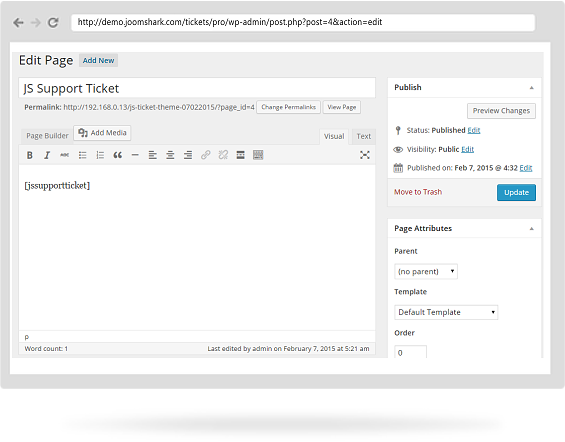 http://demo.joomshark.com/tickets/pro/wp-admin/post.php?post=4&action=edit
Edit Page Add New
JS Support Ticket
Permalink: http://192.168.0.13/js-ticket-theme-07022015/?page_id=4 Change Permalinks View Page
Page Builder Add Media Visual Text
B I ABC
[jssupportticket]
P
Word count: 1 Last edited by admin on February 7, 2015 at 5:21 am
Publish
Preview Changes
Status: Published Edit
Visibility: Public Edit
Published on: Feb 7, 2015 @ 4:32 Edit
Move to Trash Update
Page Attributes
Parent
(no parent)
Template
Default Template
Order
0